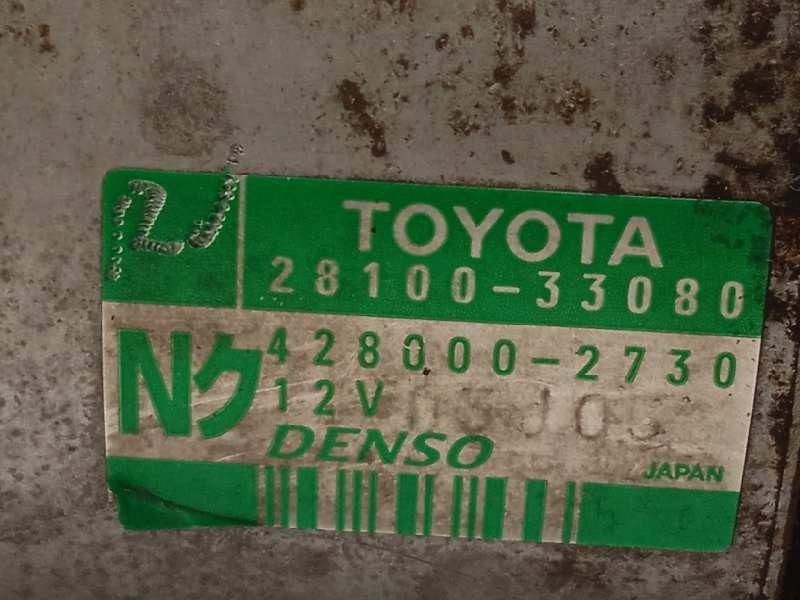 TOYOTA
28100-33080
Nク
428000-2730
12V
DENSO
JAPAN